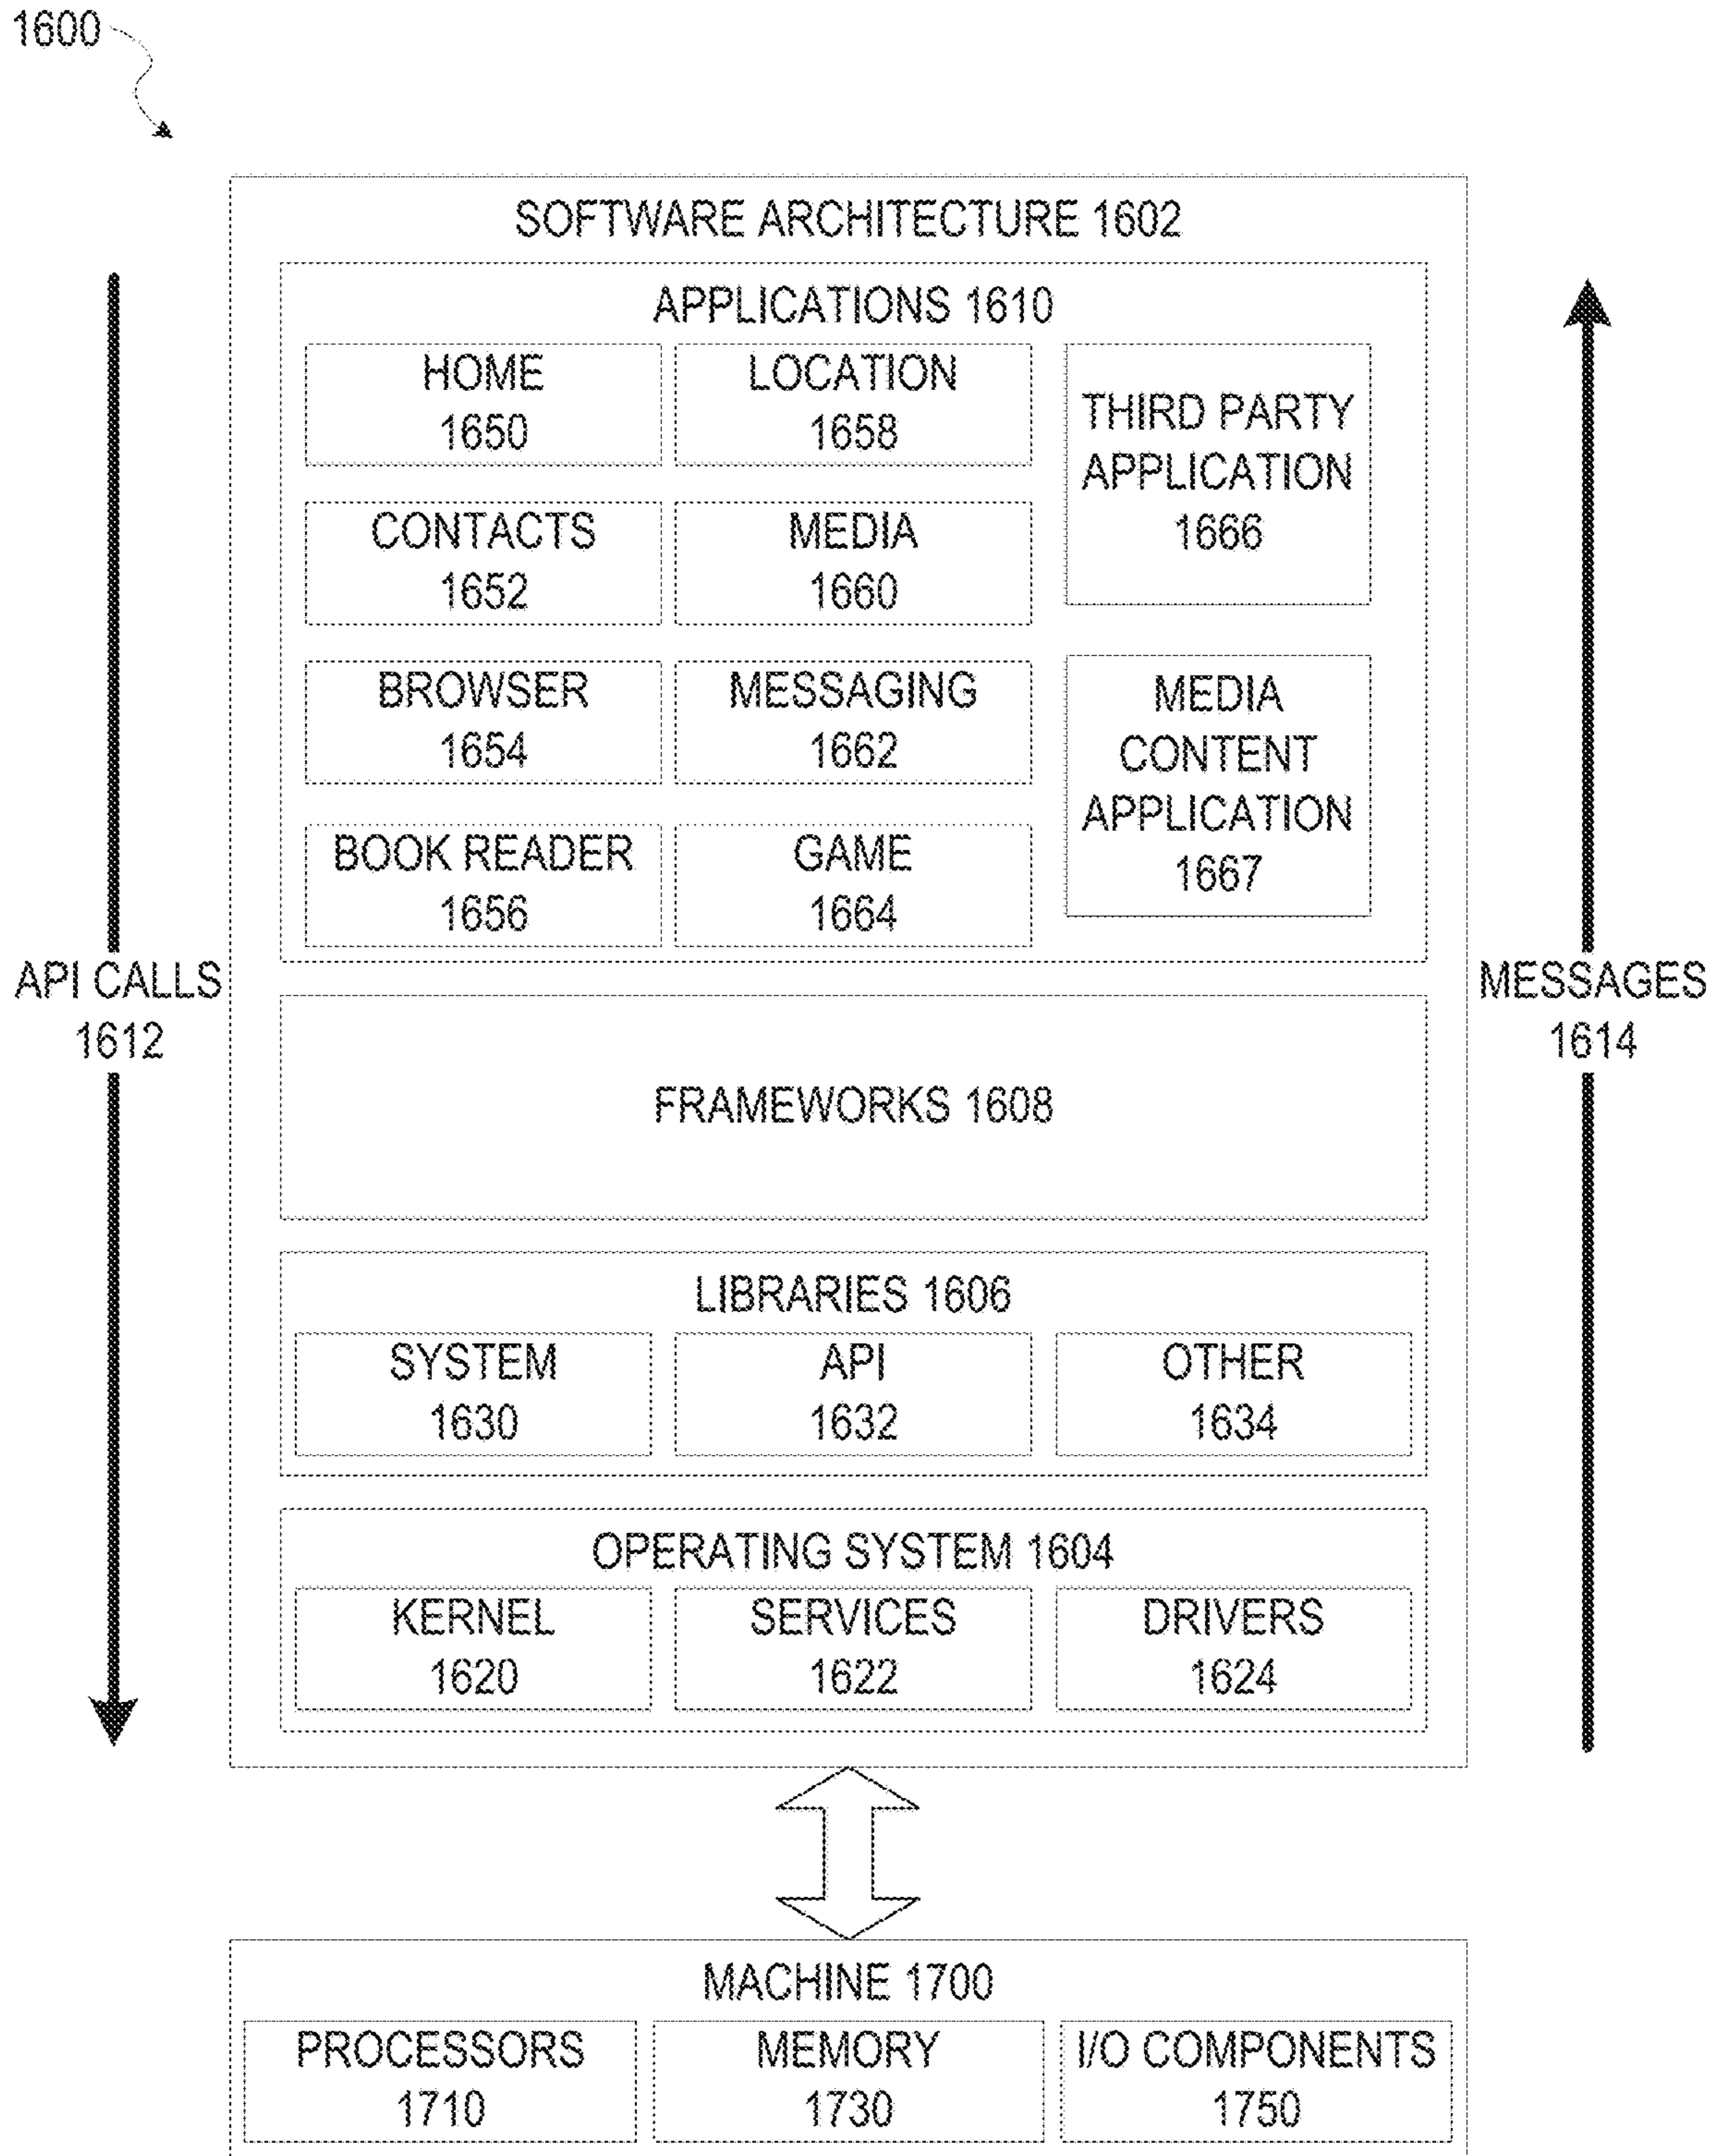 1600
SOFTWARE ARCHITECTURE 1602
APPLICATIONS 1610
HOME
1650
LOCATION
1658
THIRD PARTY
APPLICATION
1666
CONTACTS
1652
MEDIA
1660
BROWSER
1654
MESSAGING
1662
MEDIA
CONTENT
APPLICATION
1667
BOOK READER
1656
GAME
1664
API CALLS
1612
MESSAGES
1614
FRAMEWORKS 1608
LIBRARIES 1606
SYSTEM
1630
API
1632
OTHER
1634
OPERATING SYSTEM 1604
KERNEL
1620
SERVICES
1622
DRIVERS
1624
MACHINE 1700
PROCESSORS
1710
MEMORY
1730
I/O COMPONENTS
1750